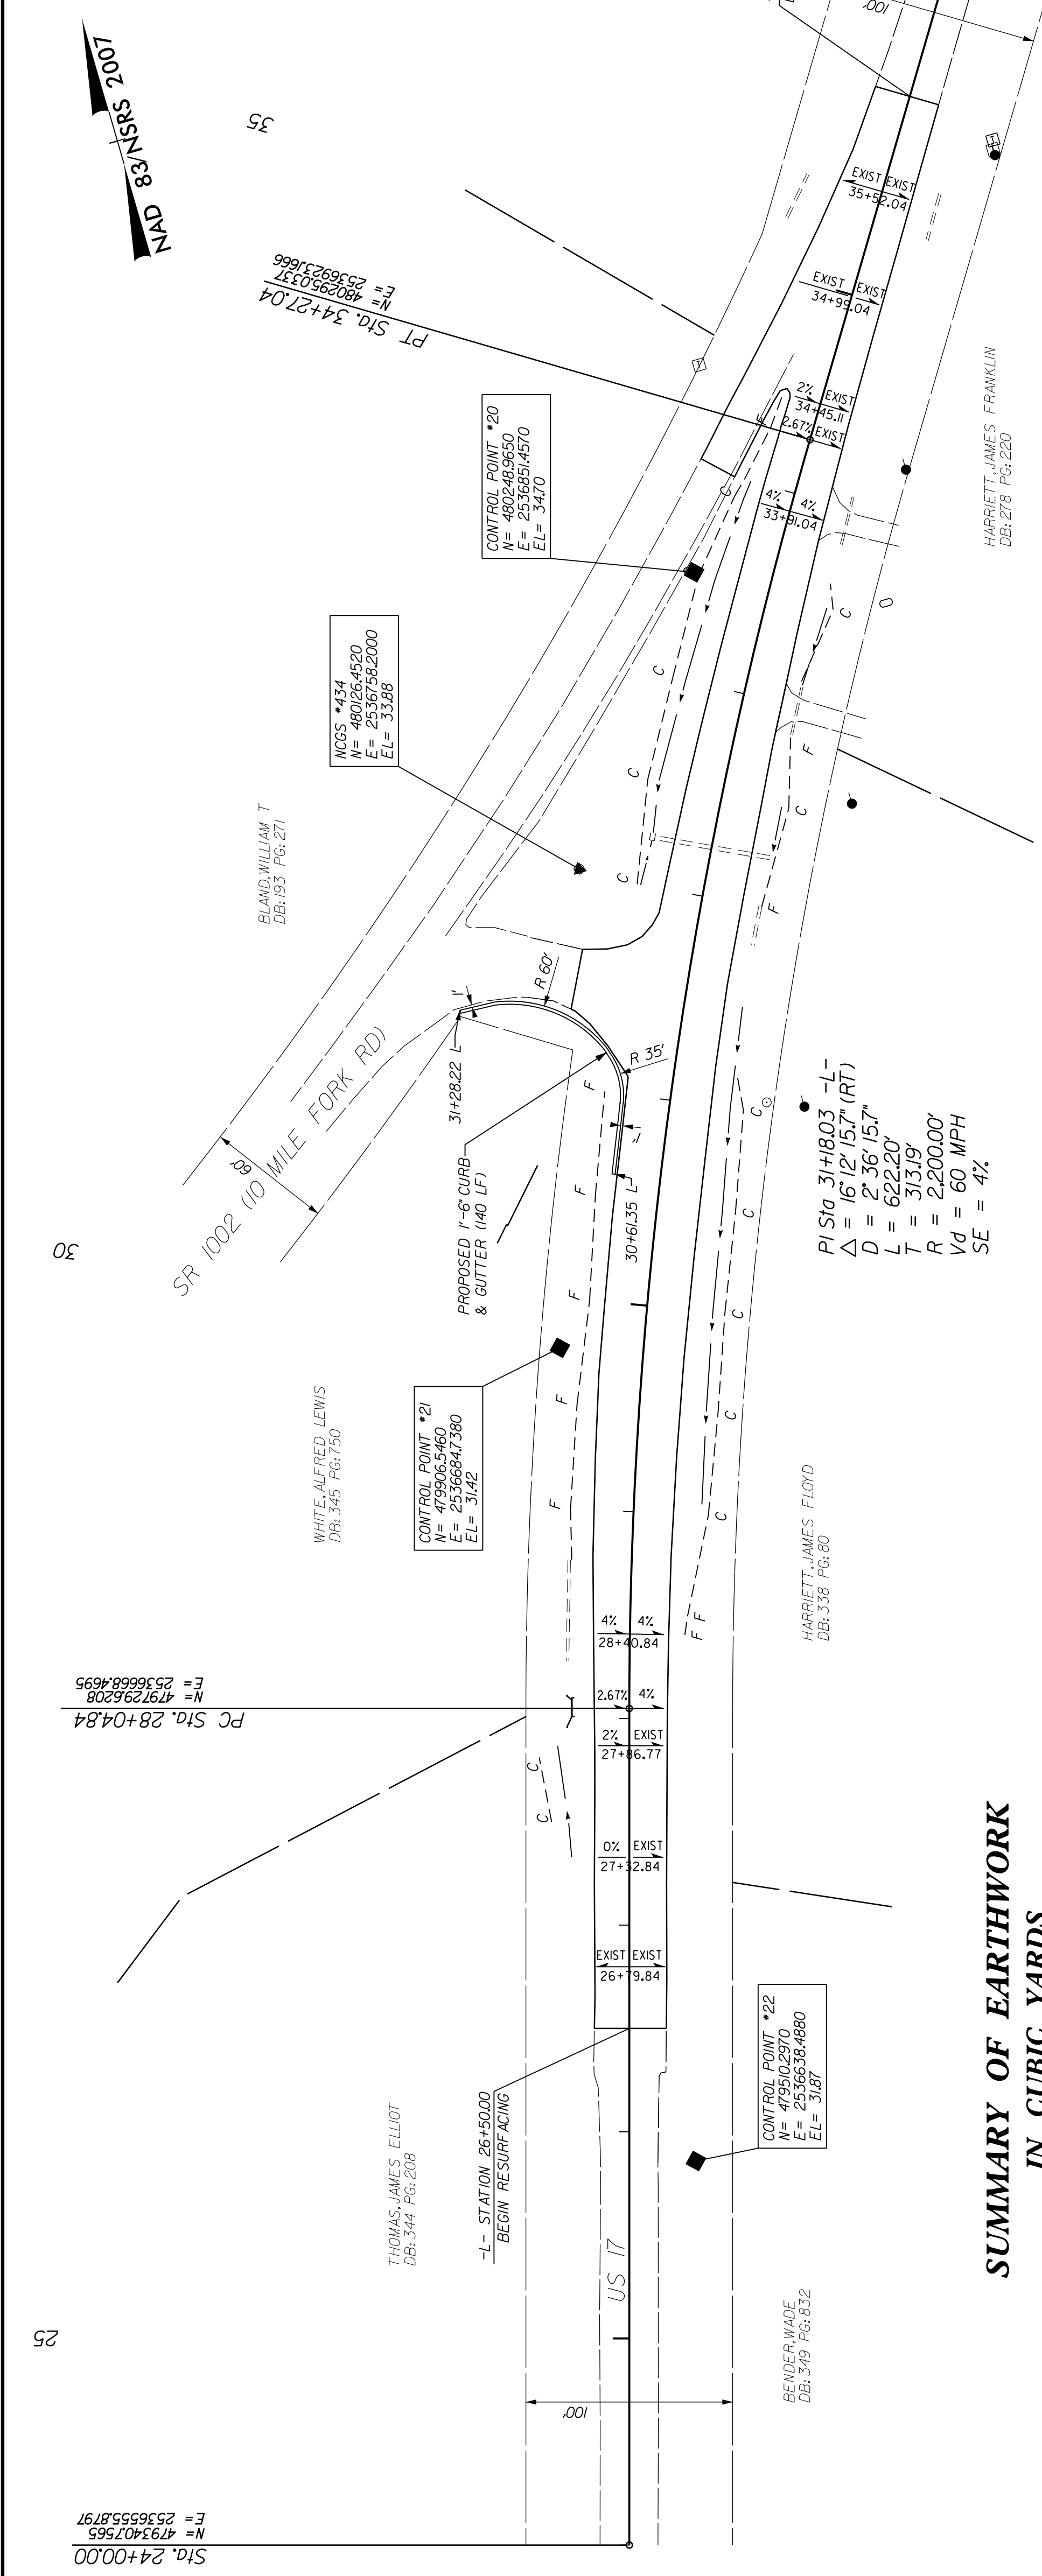 NAD 83/NSRS 2007
35
PT Sta. 34+27.04
N= 480295.0337
E= 2536923.1666
100'
EXIST EXIST
35+52.04
EXIST EXIST
34+99.04
2% EXIST
34+45.11
2.67% EXIST
4% 4%
33+91.04
CONTROL POINT #20
N= 480248.9650
E= 2536851.4570
EL= 34.70
HARRIETT,JAMES FRANKLIN
DB:278 PG:220
NCGS #434
N= 480126.4520
E= 2536758.2000
EL= 33.88
BLAND,WILLIAM T
DB:193 PG:271
C
C
C
C
C
C
F
C
F
1'
R 60'
R 35'
31+28.22 L
SR 1002 (10 MILE FORK RD)
60'
PROPOSED 1'-6" CURB
& GUTTER (140 LF)
1'
30+61.35 L
F
F
F
F
F
F
C
C
C
C
C
C
F F
PI Sta 31+18.03 -L-
Δ = 16° 12' 15.7" (RT)
D = 2° 36' 15.7"
L = 622.20'
T = 313.19'
R = 2,200.00'
Vd = 60 MPH
SE = 4%
30
WHITE,ALFRED LEWIS
DB:345 PG:750
CONTROL POINT #21
N= 479906.5460
E= 2536684.7380
EL= 31.42
HARRIETT,JAMES FLOYD
DB:338 PG:80
4% 4%
28+40.84
2.67% 4%
PC Sta. 28+04.84
N= 479729.6208
E= 2536668.4695
2% EXIST
27+86.77
C
C
0% EXIST
27+32.84
EXIST EXIST
26+79.84
CONTROL POINT #22
N= 479510.2970
E= 2536638.4880
EL= 31.87
THOMAS,JAMES ELLIOT
DB:344 PG:208
-L- STATION 26+50.00
BEGIN RESURFACING
US 17
25
BENDER,WADE
DB:349 PG:832
100'
Sta. 24+00.00
N= 479340.7565
E= 2536555.8797
SUMMARY OF EARTHWORK
IN CUBIC YARDS